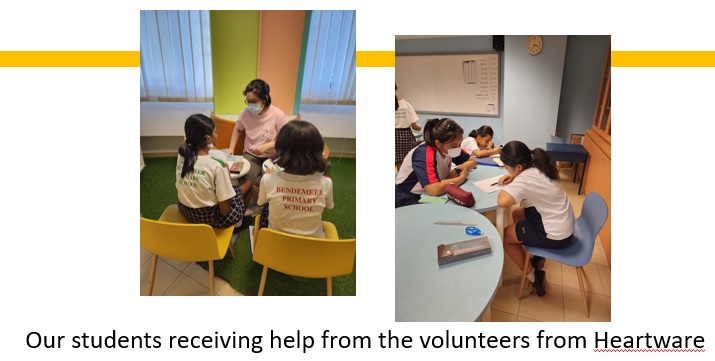 BENDEMEER
PRIMARY
SCHOOL
Our students receiving help from the volunteers from Heartware